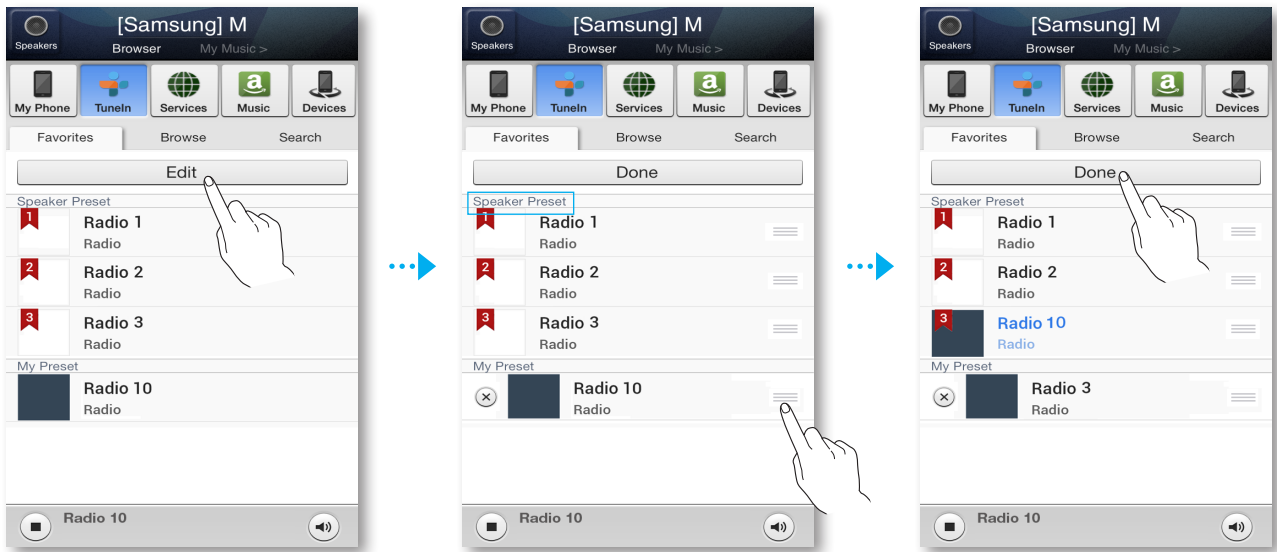 [Samsung] M
Speakers
Browser My Music >
My Phone TuneIn Services Music Devices
Favorites Browse Search
Edit
Speaker Preset
1 Radio 1
Radio
2 Radio 2
Radio
3 Radio 3
Radio
My Preset
Radio 10
Radio
Radio 10
[Samsung] M
Speakers
Browser My Music >
My Phone TuneIn Services a Music Devices
Favorites Browse Search
Done
Speaker Preset
1 Radio 1
Radio
2 Radio 2
Radio
3 Radio 3
Radio
My Preset
Radio 10
Radio
Radio 10
[Samsung] M
Speakers
Browser My Music >
My Phone TuneIn Services a Music Devices
Favorites Browse Search
Done
Speaker Preset
1 Radio 1
Radio
2 Radio 2
Radio
3 Radio 10
Radio
My Preset
Radio 3
Radio
Radio 10